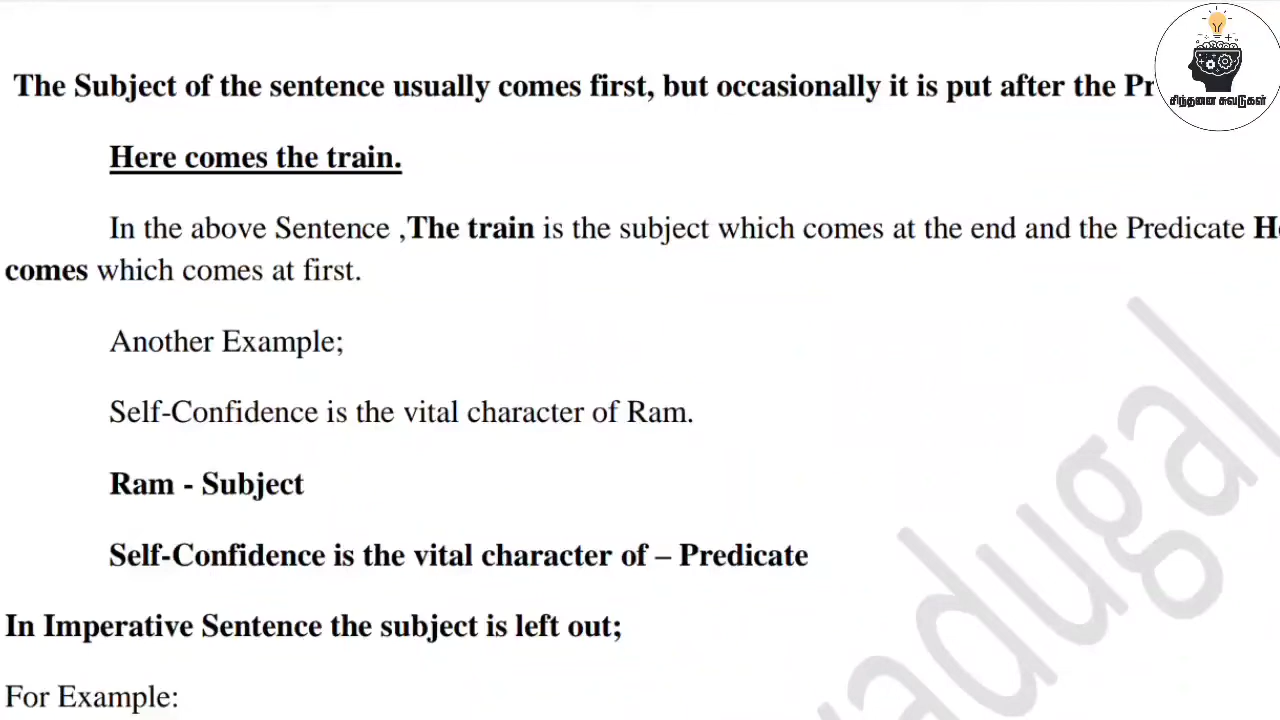 The Subject of the sentence usually comes first, but occasionally it is put after the
சிந்தனை சுவடுகள்
Here comes the train.
In the above Sentence ,The train is the subject which comes at the end and the Predicate
comes which comes at first.
Another Example;
Self-Confidence is the vital character of Ram.
Ram - Subject
Self-Confidence is the vital character of – Predicate
In Imperative Sentence the subject is left out;
For Example:
adugal